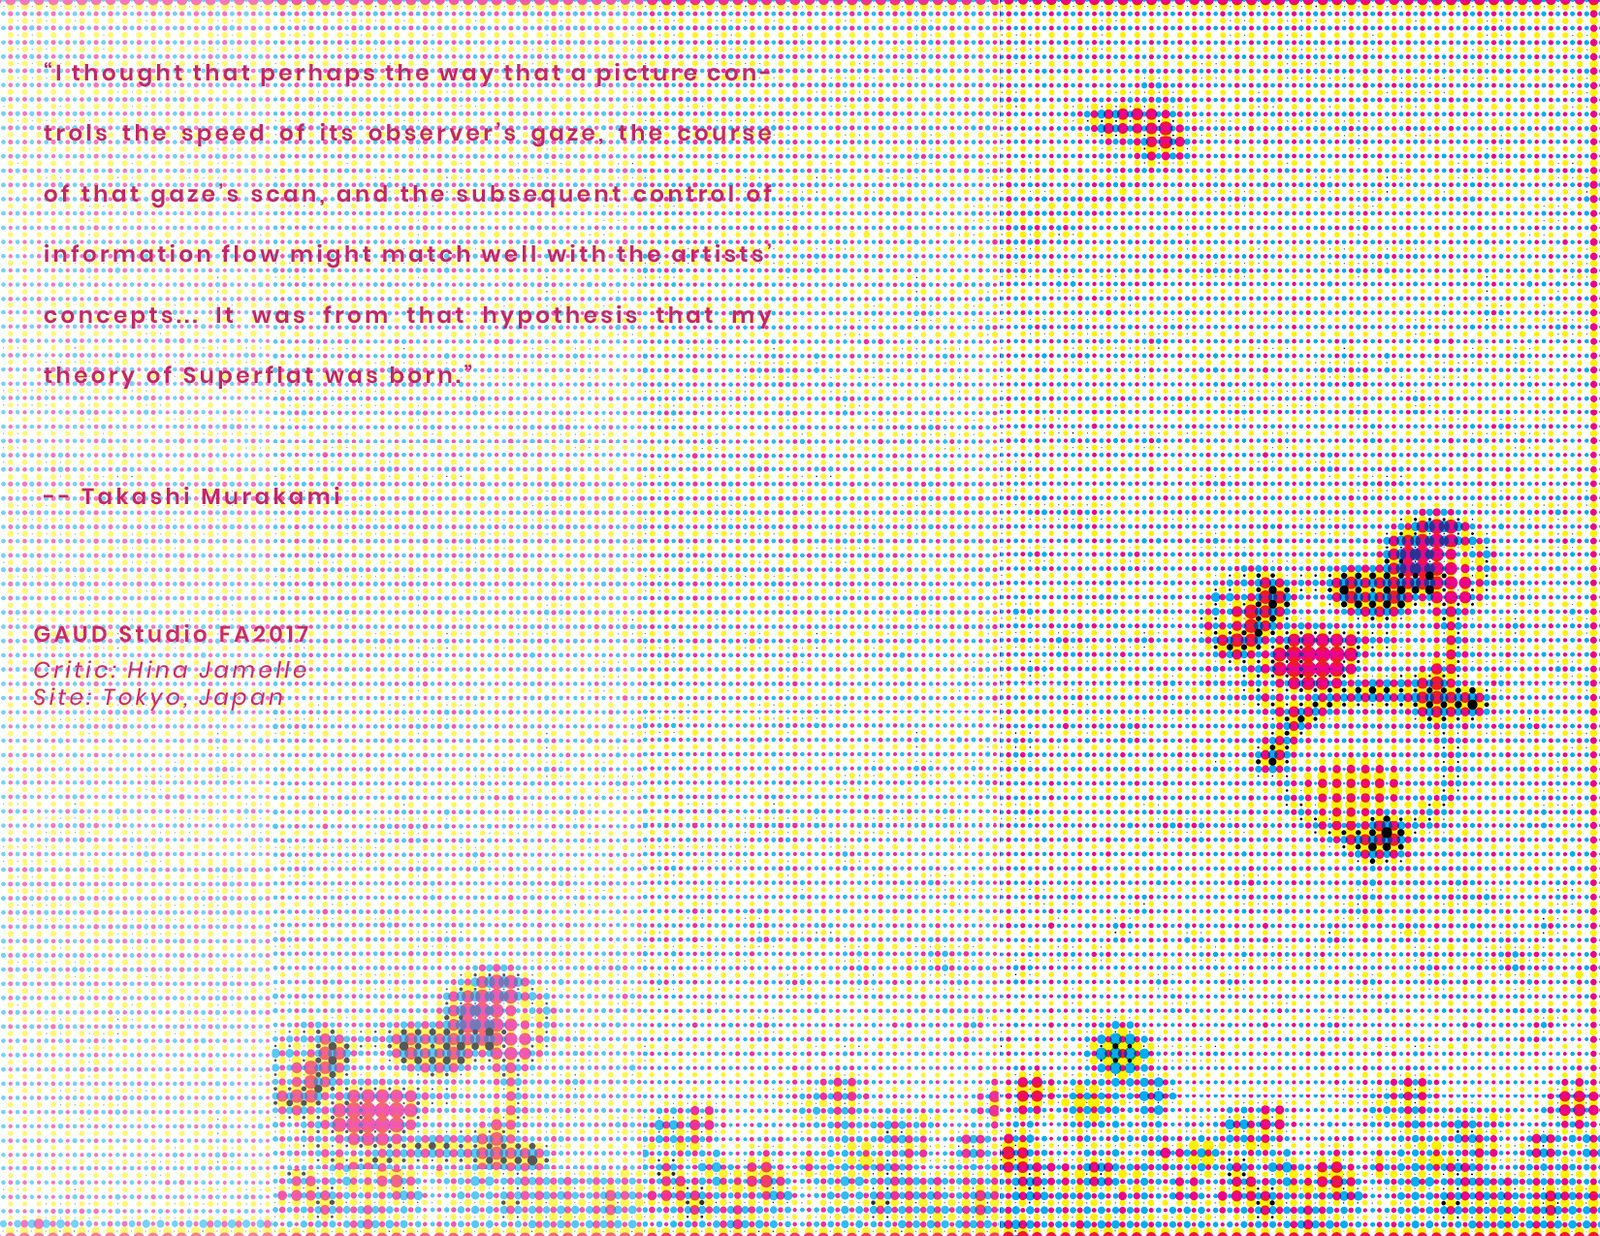 “I thought that perhaps the way that a picture con-
trols the speed of its observer’s gaze, the course
of that gaze’s scan, and the subsequent control of
information flow might match well with the artists’
concepts... It was from that hypothesis that my
theory of Superflat was born.”
-- Takashi Murakami
GAUD Studio FA2017
Critic: Hina Jamelle
Site: Tokyo, Japan